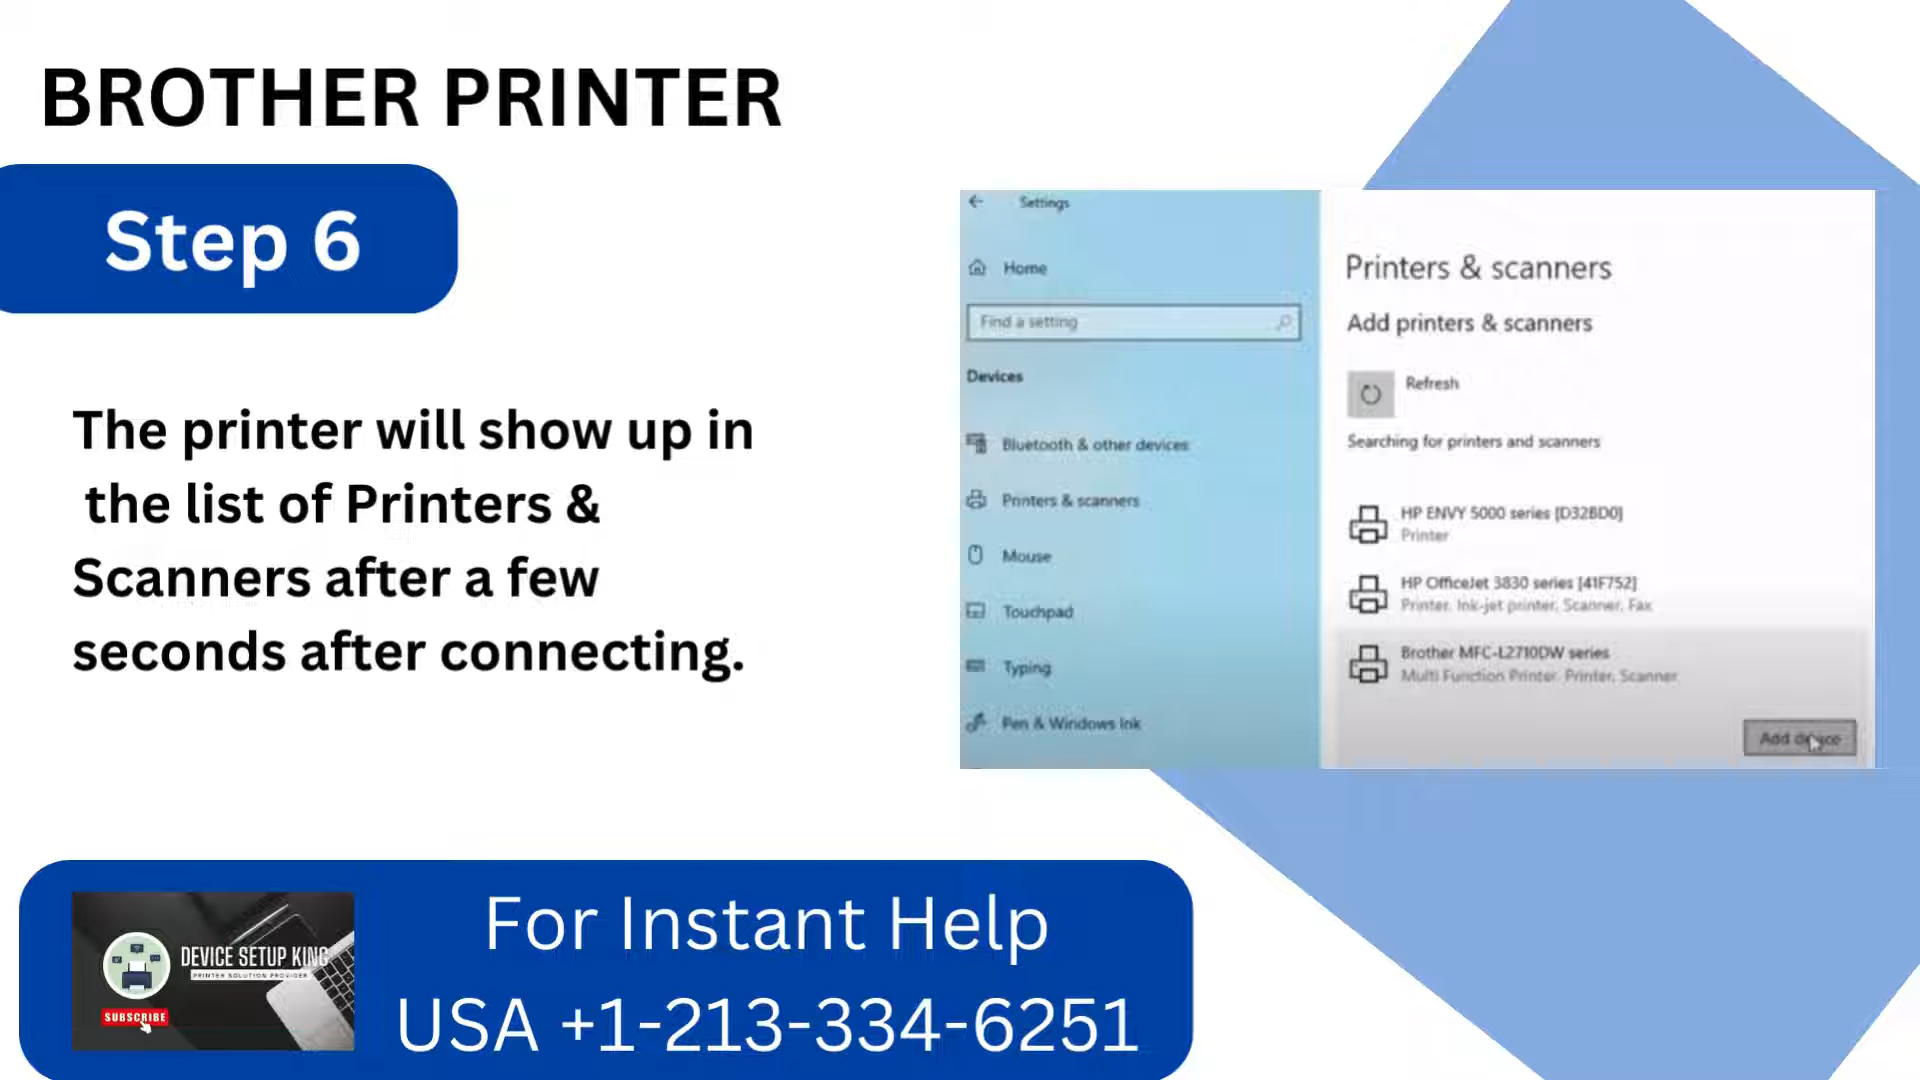 BROTHER PRINTER
Step 6
The printer will show up in
the list of Printers &
Scanners after a few
seconds after connecting.
Settings
Home
Find a setting
Devices
Bluetooth & other devices
Printers & scanners
Mouse
Touchpad
Typing
Pen & Windows Ink
Printers & scanners
Add printers & scanners
Refresh
Searching for printers and scanners
HP ENVY 5000 series [D32BD0]
Printer
HP OfficeJet 3830 series [41F752]
Printer, Ink-jet printer, Scanner, Fax
Brother MFC-L2710DW series
Multi Function Printer, Printer, Scanner
Add device
DEVICE SETUP KING
PRINTER SOLUTION PROVIDER
SUBSCRIBE
For Instant Help
USA +1-213-334-6251